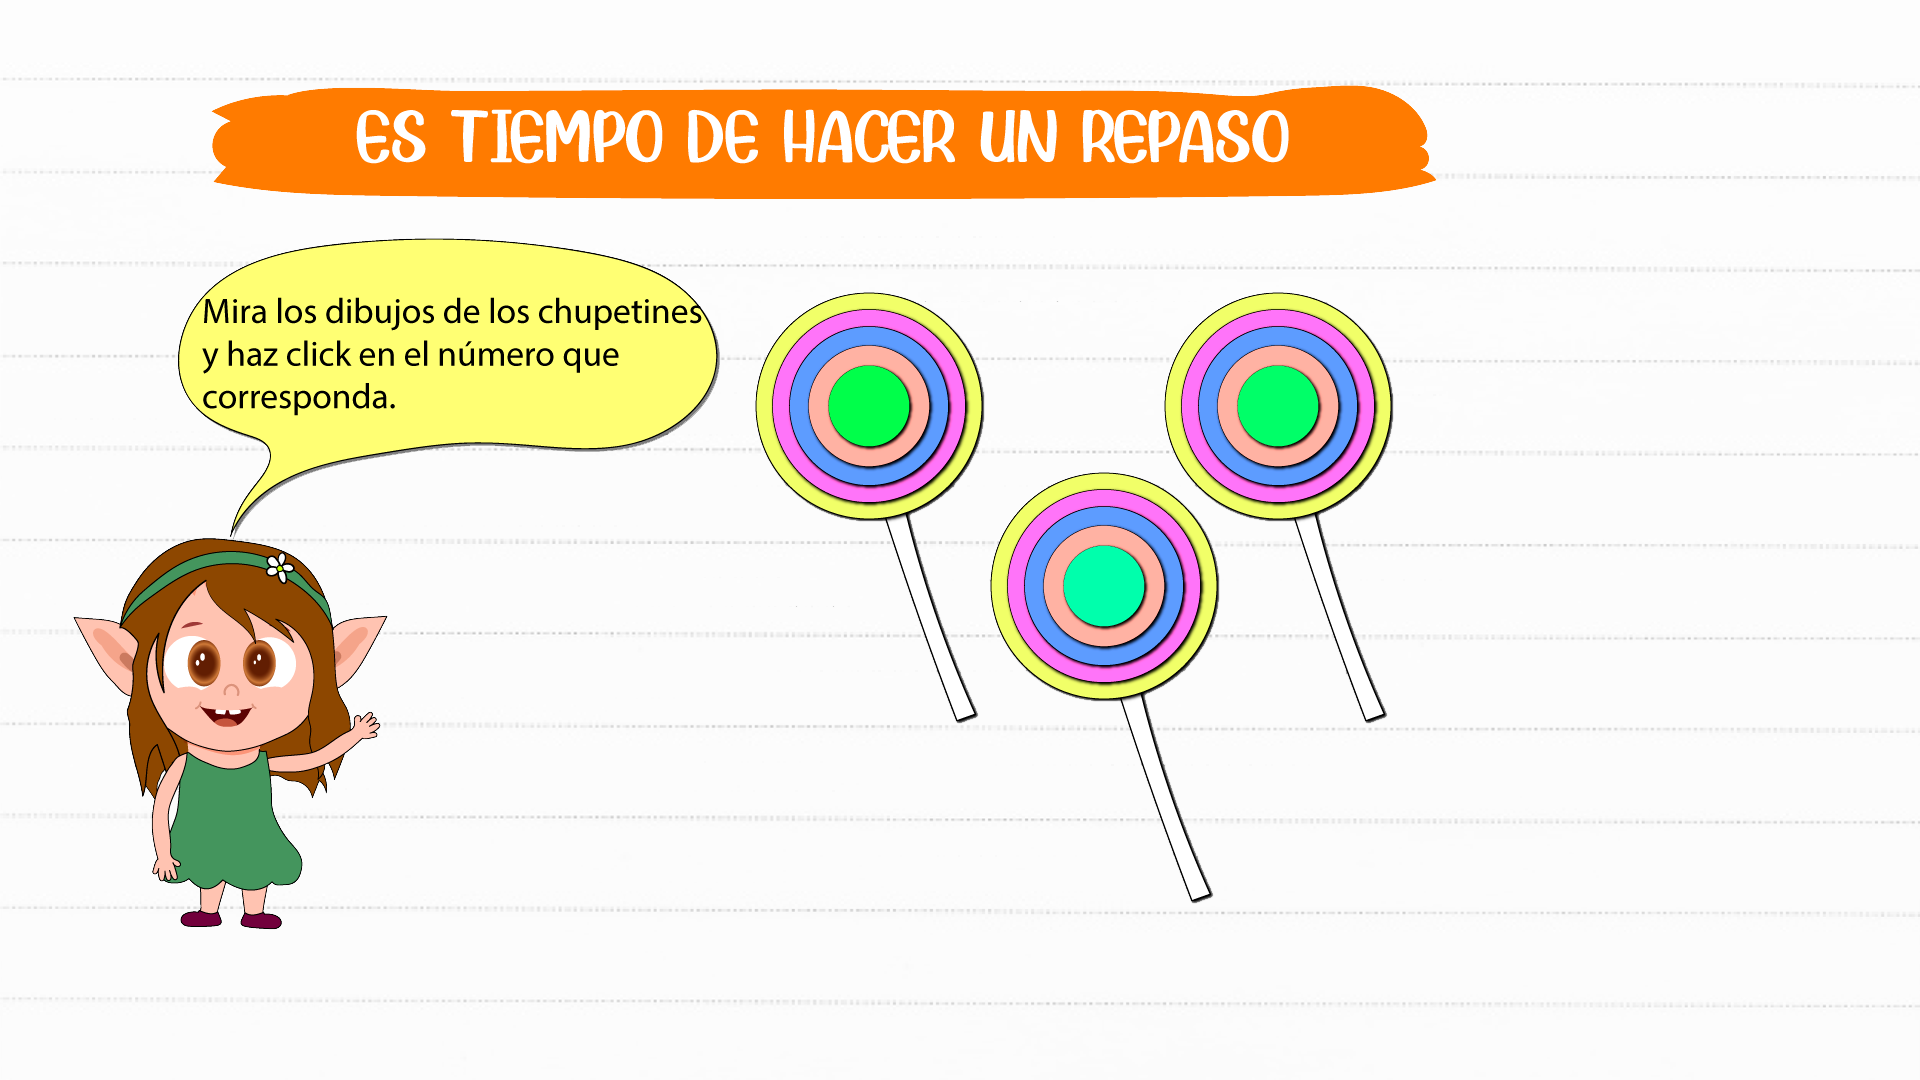 ES TIEMPO DE HACER UN REPASO
Mira los dibujos de los chupetines
y haz click en el número que
corresponda.